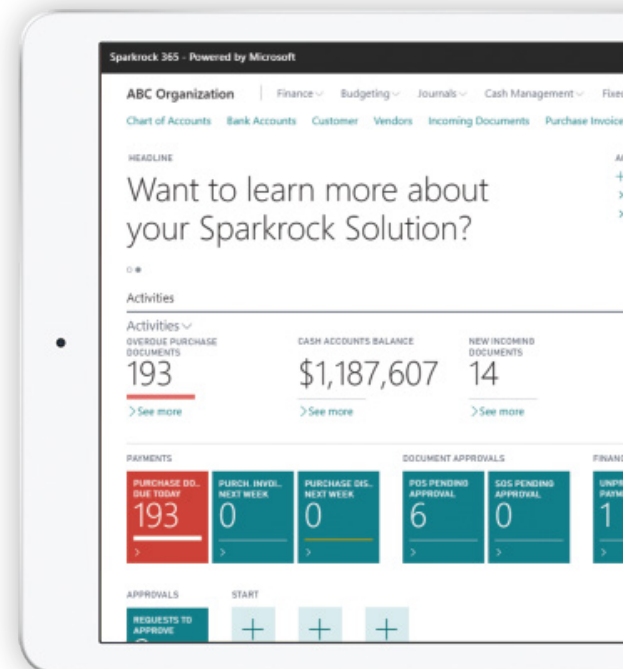 Sparkrock 365 - Powered by Microsoft
ABC Organization Finance Budgeting Journals Cash Management
Chart of Accounts Bank Accounts Customer Vendors Incoming Documents Purchase Invoice
HEADLINE
Want to learn more about
your Sparkrock Solution?
Activities
Activities
OVERDUE PURCHASE
DOCUMENTS
193
>See more
CASH ACCOUNTS BALANCE
$1,187,607
>See more
NEW INCOMING
DOCUMENTS
14
>See more
PAYMENTS
PURCHASE DO..
DUE TODAY
193
>
PURCH. INVOI..
NEXT WEEK
0
>
PURCHASE DIS..
NEXT WEEK
0
>
DOCUMENT APPROVALS
POS PENDING
APPROVAL
6
>
SOS PENDING
APPROVAL
0
>
1
>
APPROVALS
REQUESTS TO
APPROVE
START
+ + +